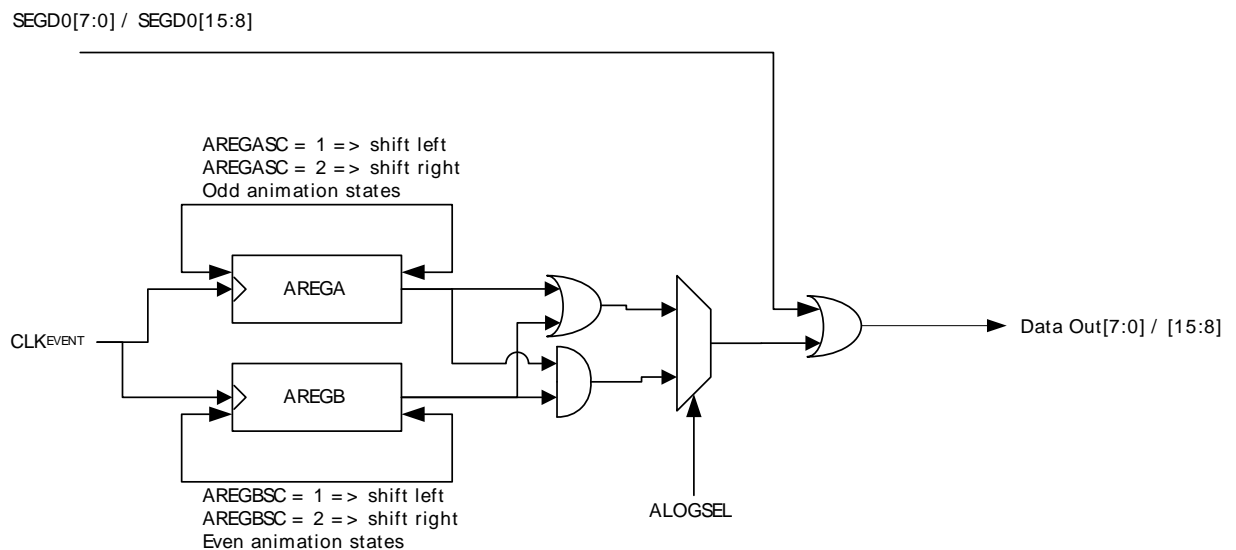 SEGD0[7:0] / SEGD0[15:8]
AREGASC = 1 => shift left
AREGASC = 2 => shift right
Odd animation states
AREGA
CLKEVENT
AREGB
Data Out[7:0] / [15:8]
AREGBSC = 1 => shift left
AREGBSC = 2 => shift right
Even animation states
ALOGSEL